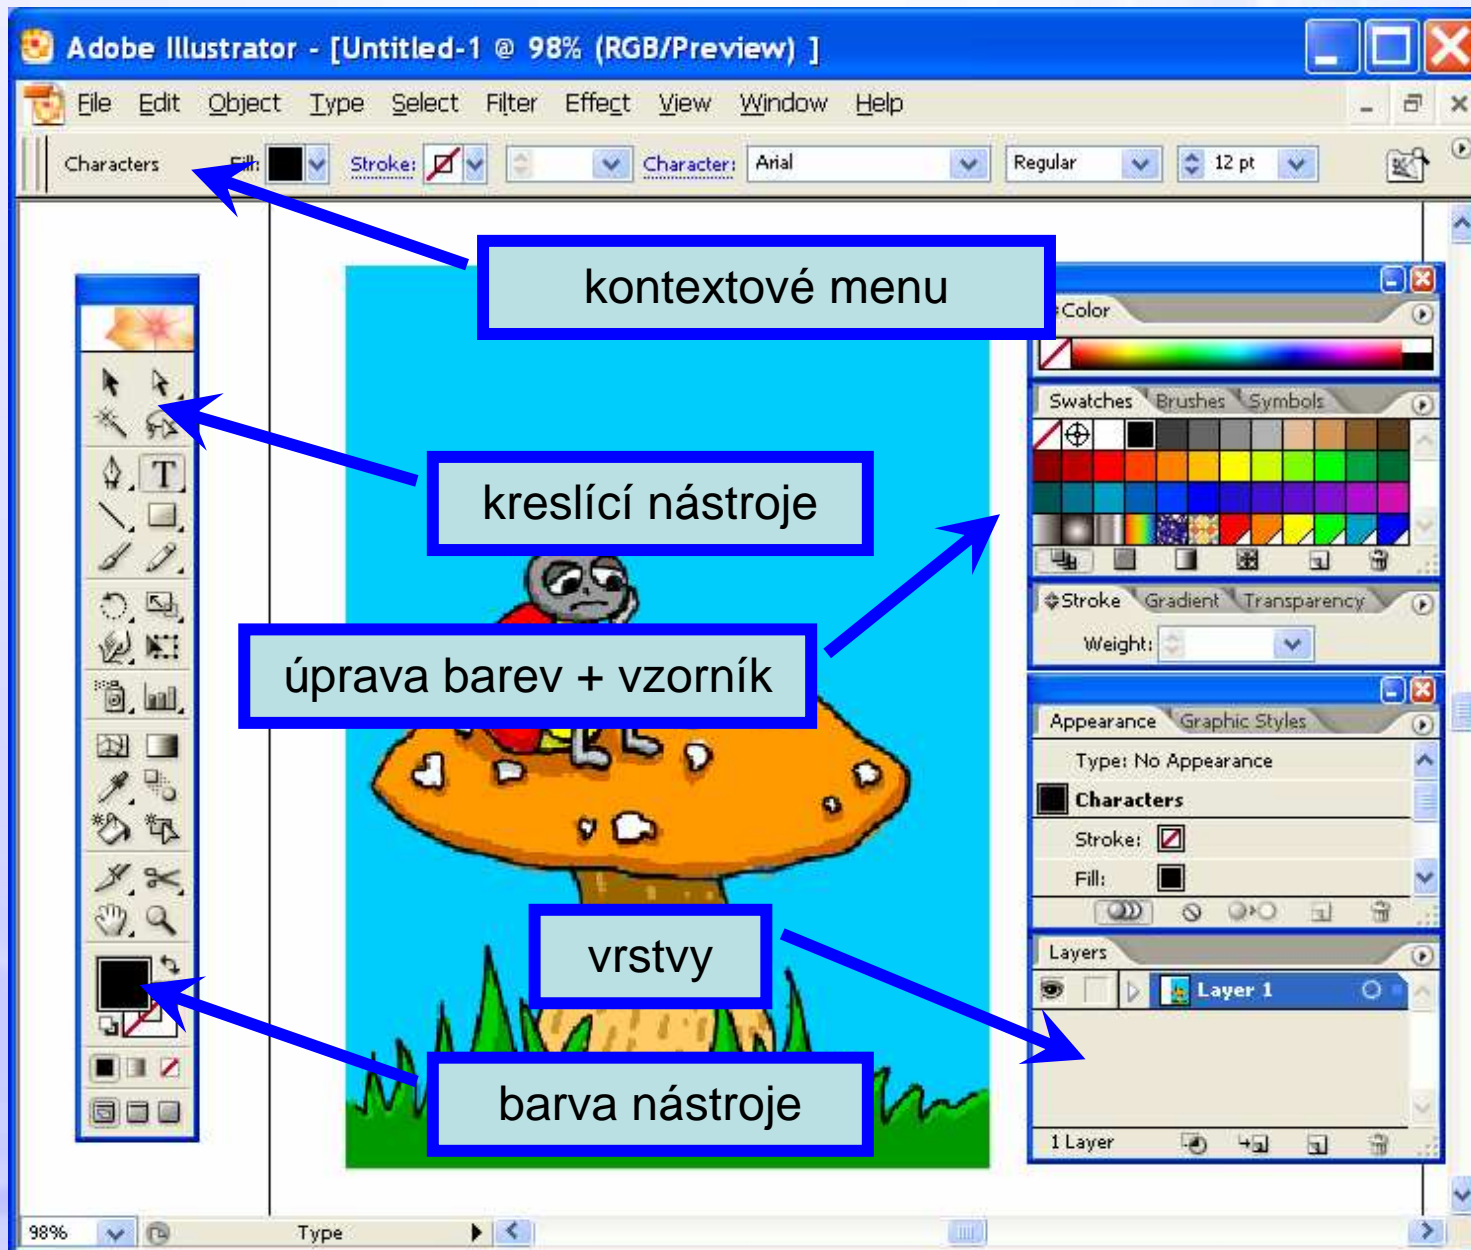 Adobe Illustrator - [Untitled-1 @ 98% (RGB/Preview) ]
File Edit Object Type Select Filter Effect View Window Help
Characters Fill: Stroke: Character: Arial Regular 12 pt
kontextové menu
Color
Swatches Brushes Symbols
kreslící nástroje
T
Stroke Gradient Transparency
Weight:
úprava barev + vzorník
Appearance Graphic Styles
Type: No Appearance
Characters
Stroke:
Fill:
vrstvy
Layers
Layer 1
barva nástroje
1 Layer
98% Type